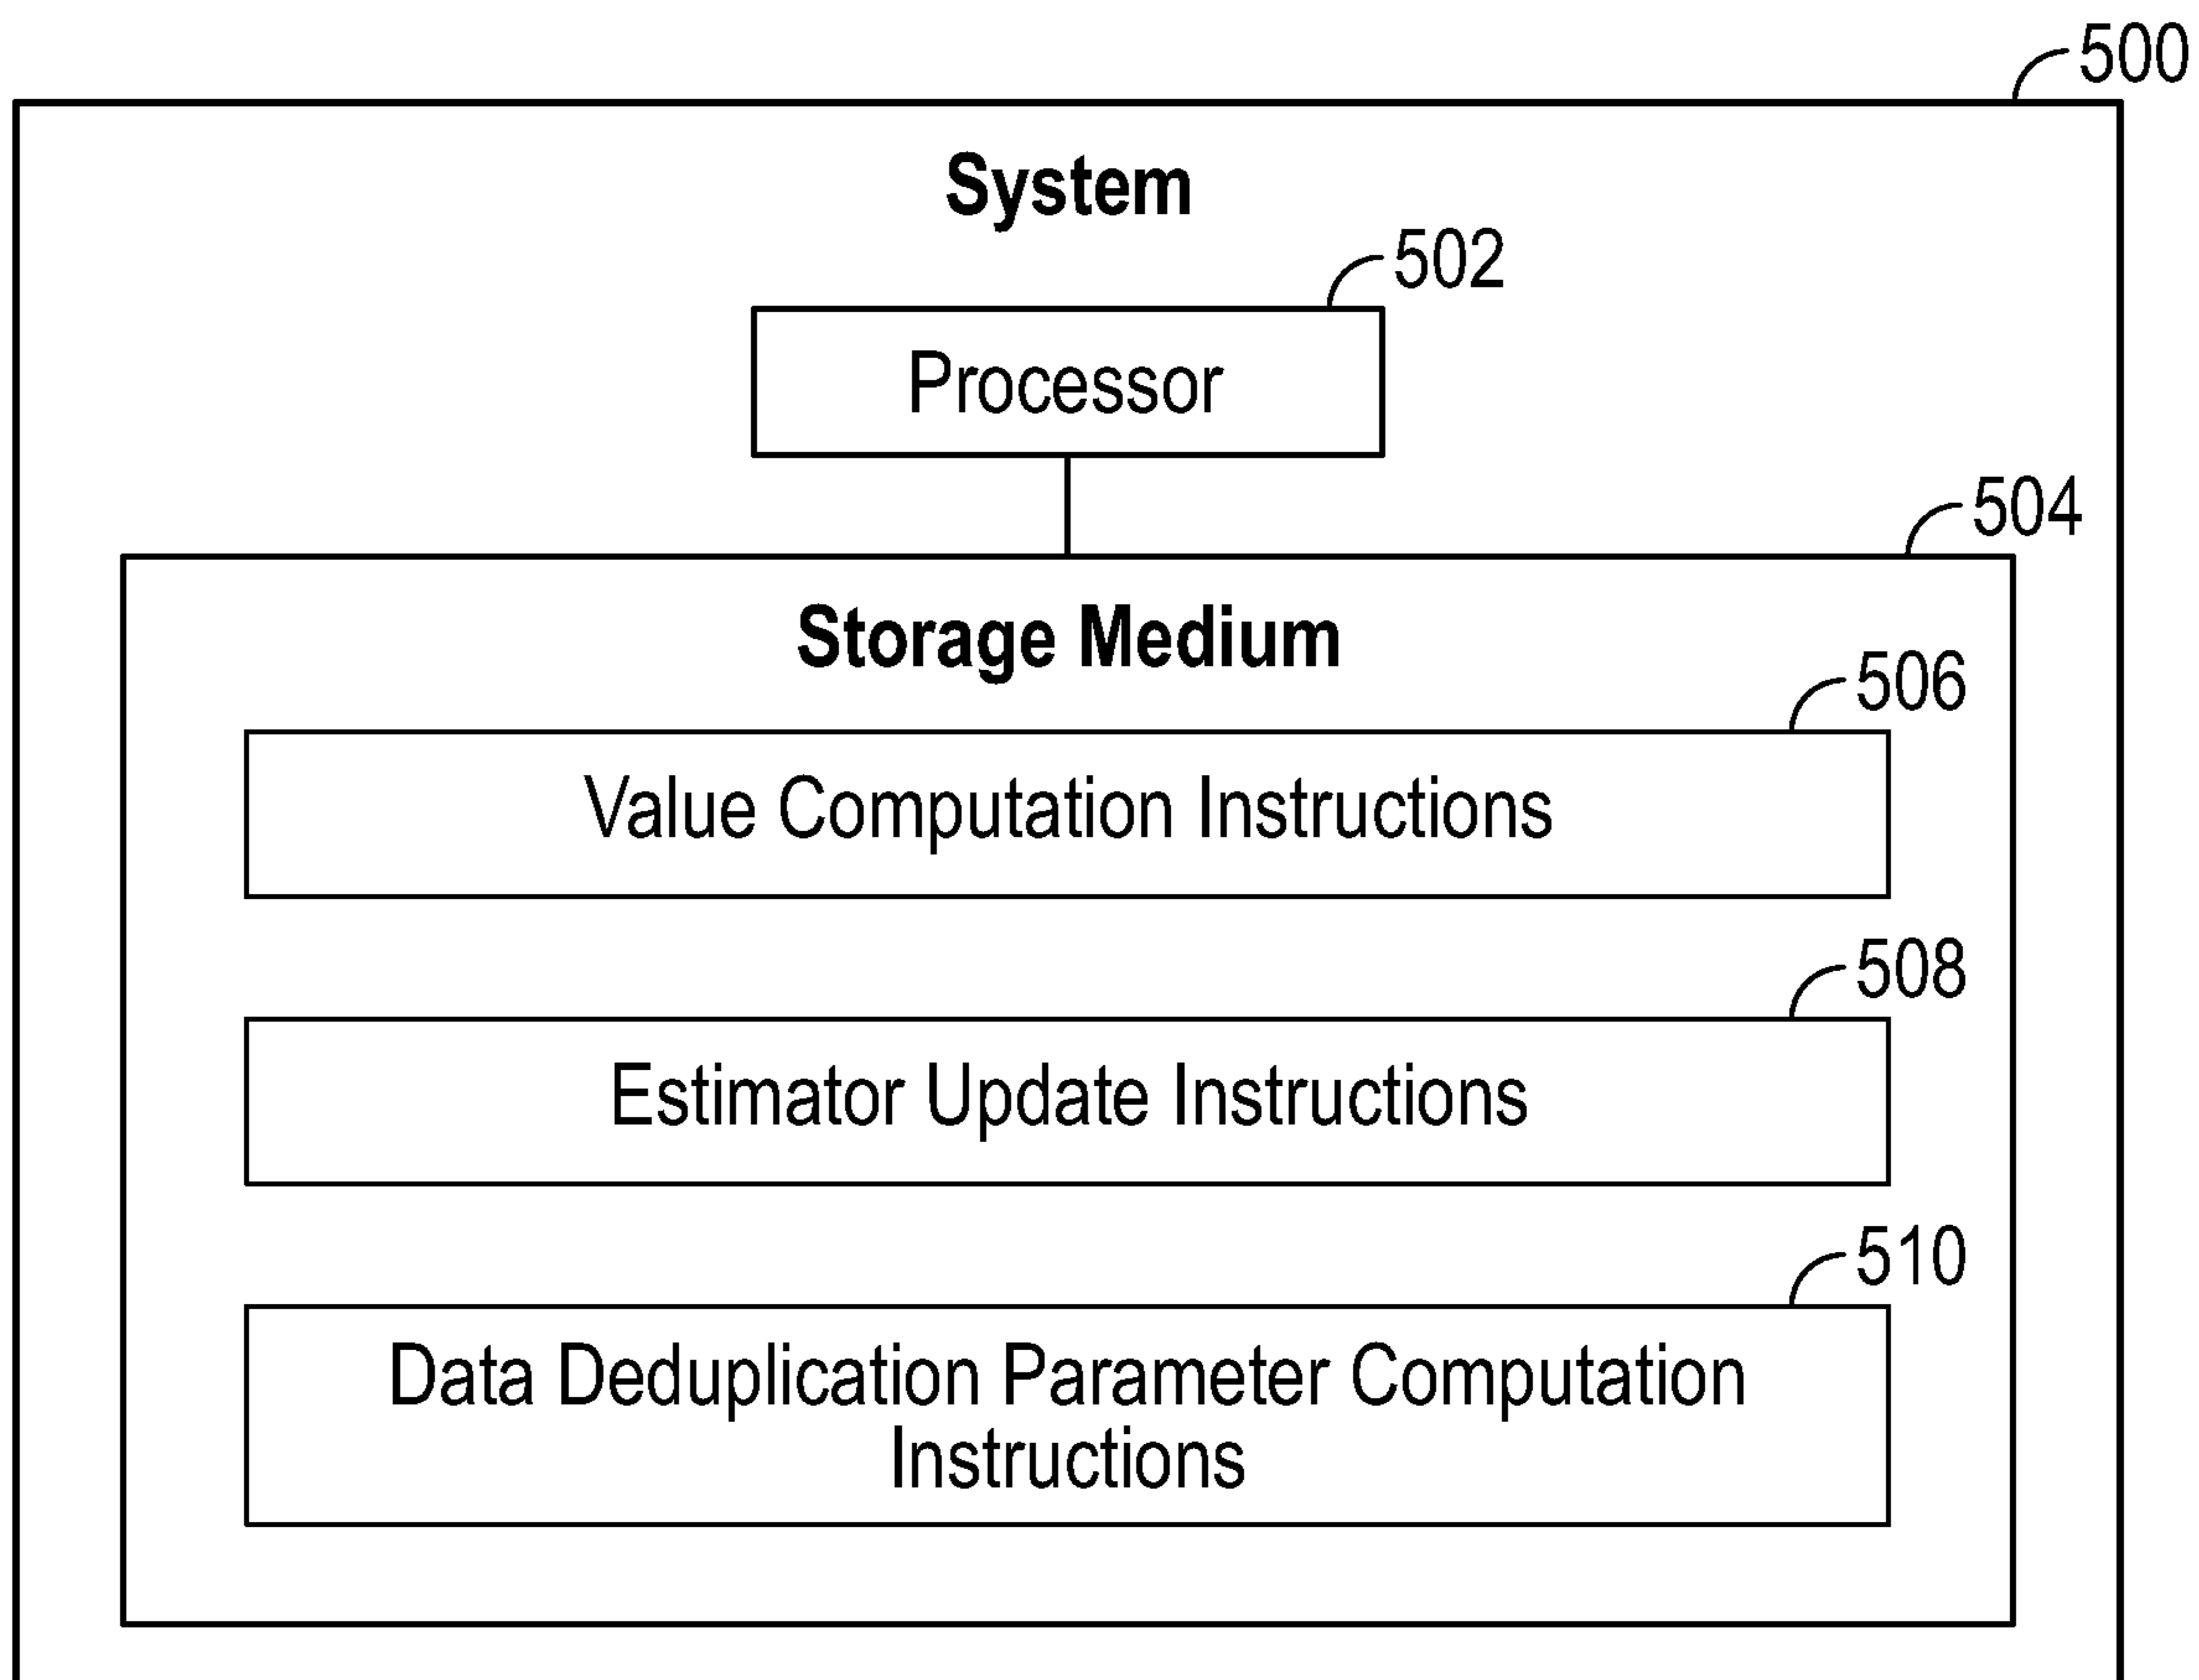 500
System
502
Processor
504
Storage Medium
506
Value Computation Instructions
508
Estimator Update Instructions
510
Data Deduplication Parameter Computation
Instructions